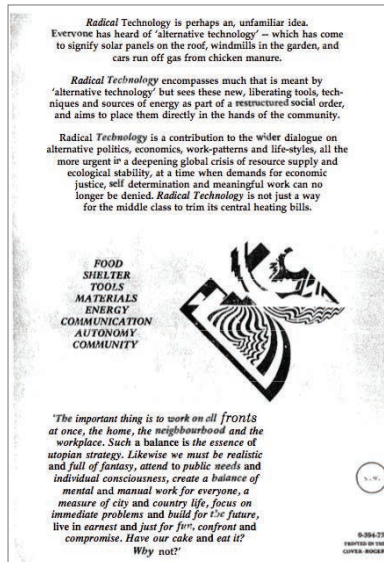 Radical Technology is perhaps an, unfamiliar idea.
Everyone has heard of 'alternative technology' — which has come
to signify solar panels on the roof, windmills in the garden, and
cars run off gas from chicken manure.
Radical Technology encompasses much that is meant by
'alternative technology' but sees these new, liberating tools, tech-
niques and sources of energy as part of a restructured social order,
and aims to place them directly in the hands of the community.
Radical Technology is a contribution to the wider dialogue on
alternative politics, economics, work-patterns and life-styles, all the
more urgent in a deepening global crisis of resource supply and
ecological stability, at a time when demands for economic
justice, self determination and meaningful work can no
longer be denied. Radical Technology is not just a way
for the middle class to trim its central heating bills.
FOOD
SHELTER
TOOLS
MATERIALS
ENERGY
COMMUNICATION
AUTONOMY
COMMUNITY
'The important thing is to work on all fronts
at once, the home, the neighbourhood and the
workplace. Such a balance is the essence of
utopian strategy. Likewise we must be realistic
and full of fantasy, attend to public needs and
individual consciousness, create a balance of
mental and manual work for everyone, a
measure of city and country life, focus on
immediate problems and build for the future,
live in earnest and just for fun, confront and
compromise. Have our cake and eat it?
Why not?'
0-394-73
PRINTED IN THE
COVER: ROGER